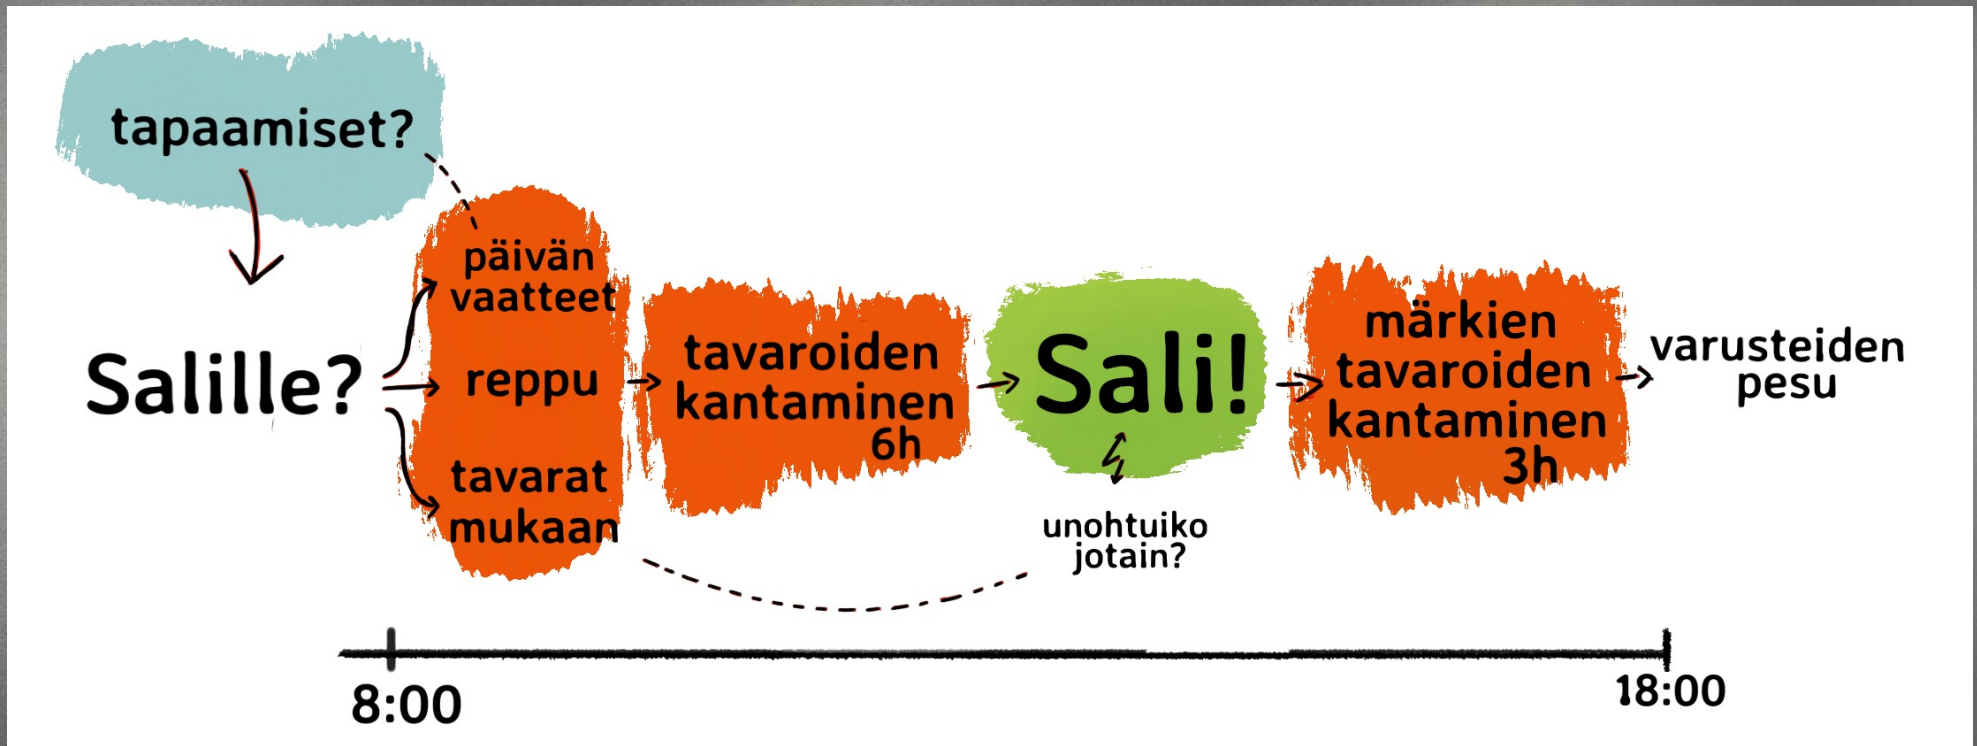 tapaamiset?
Salille?
päivän
vaatteet
reppu
tavarat
mukaan
tavaroiden
kantaminen
6h
Sali!
unohtuiko
jotain?
märkien
tavaroiden
kantaminen
3h
varusteiden
pesu
8:00
18:00